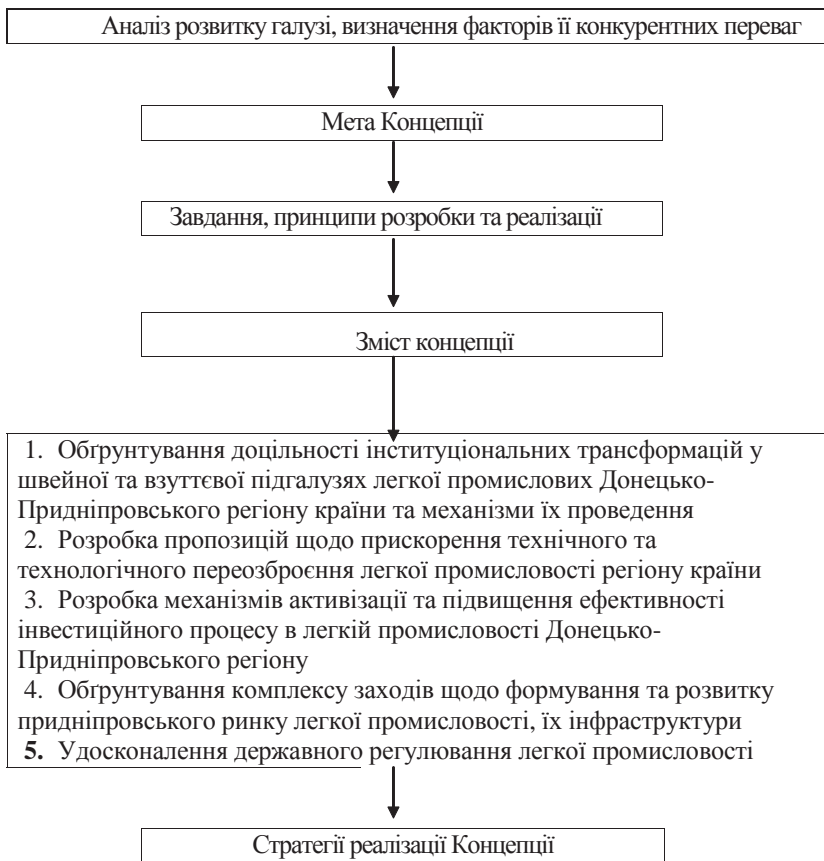 Аналіз розвитку галузі, визначення факторів її конкурентних переваг
Мета Концепції
Завдання, принципи розробки та реалізації
Зміст концепції
1. Обґрунтування доцільності інституціональних трансформацій у
швейної та взуттєвої підгалузях легкої промислових Донецько-
Придніпровського регіону країни та механізми їх проведення
2. Розробка пропозицій щодо прискорення технічного та
технологічного переозброєння легкої промисловості регіону країни
3. Розробка механізмів активізації та підвищення ефективності
інвестиційного процесу в легкій промисловості Донецько-
Придніпровського регіону
4. Обґрунтування комплексу заходів щодо формування та розвитку
придніпровського ринку легкої промисловості, їх інфраструктури
5. Удосконалення державного регулювання легкої промисловості
Стратегії реалізації Концепції